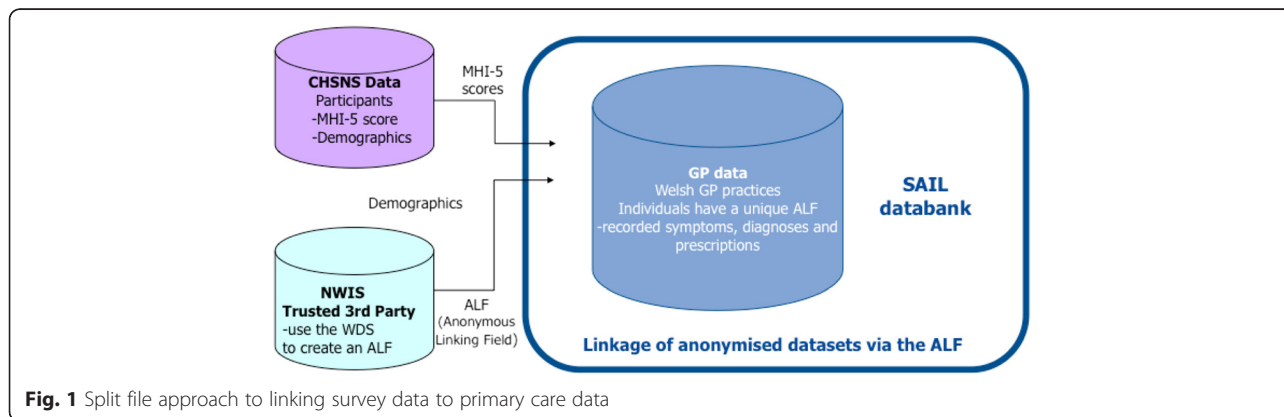 CHSNS Data
Participants
-MHI-5 score
-Demographics
MHI-5
scores
Demographics
NWIS
Trusted 3rd Party
-use the WDS
to create an ALF
ALF
(Anonymous
Linking Field)
GP data
Welsh GP practices
Individuals have a unique ALF
-recorded symptoms, diagnoses and
prescriptions
SAIL
databank
Linkage of anonymised datasets via the ALF
Fig. 1 Split file approach to linking survey data to primary care data